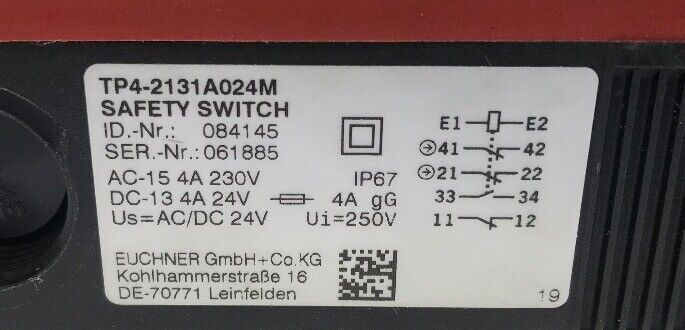 TP4-2131A024M
SAFETY SWITCH
ID.-Nr.: 084145
SER.-Nr.: 061885
AC-15 4A 230V IP67
DC-13 4A 24V 4A gG
Us=AC/DC 24V Ui=250V
EUCHNER GmbH+Co.KG
Kohlhammerstraße 16
DE-70771 Leinfelden
E1 E2
41 42
21 22
33 34
11 12
19